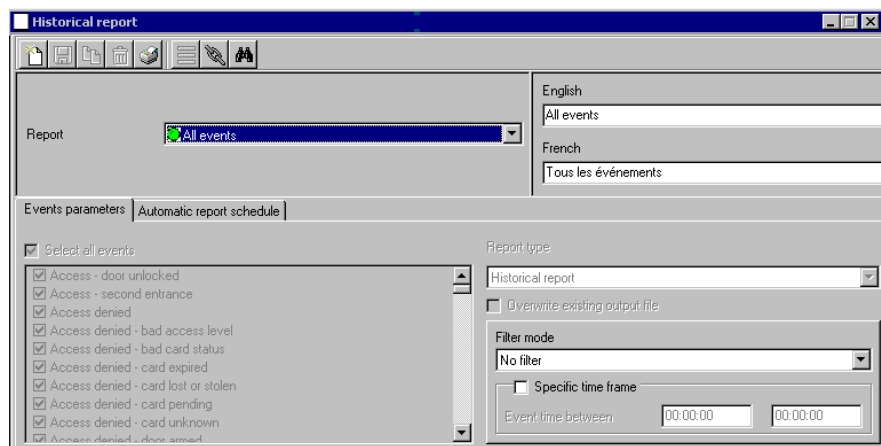 Historical report
English
All events
Report
All events
French
Tous les événements
Events parameters
Automatic report schedule
Select all events
Access - door unlocked
Access - second entrance
Access denied
Access denied - bad access level
Access denied - bad card status
Access denied - card expired
Access denied - card lost or stolen
Access denied - card pending
Access denied - card unknown
Access denied - door armed
Report type
Historical report
Overwrite existing output file
Filter mode
No filter
Specific time frame
Event time between 00:00:00 00:00:00